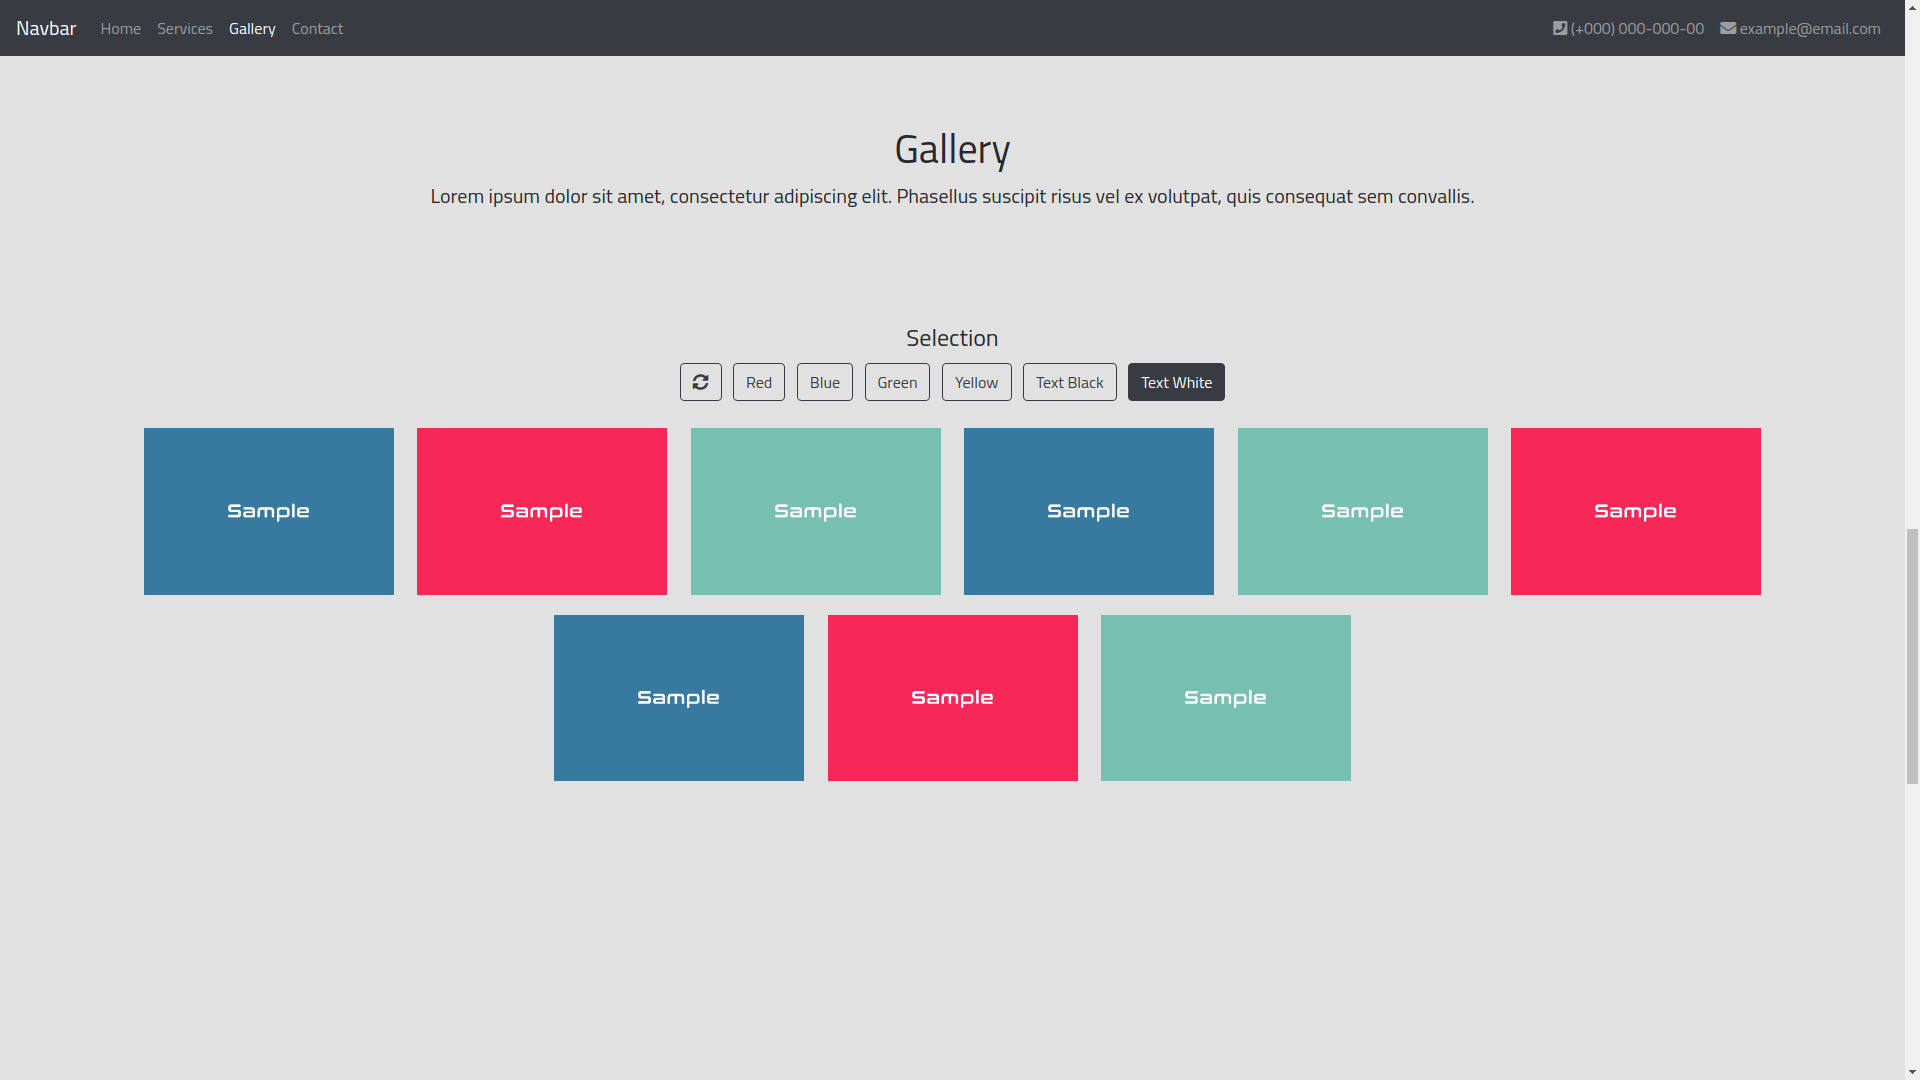 Navbar Home Services Gallery Contact (+000) 000-000-00 example@email.com
Gallery
Lorem ipsum dolor sit amet, consectetur adipiscing elit. Phasellus suscipit risus vel ex volutpat, quis consequat sem convallis.
Selection
Red Blue Green Yellow Text Black Text White
Sample Sample Sample Sample Sample Sample
Sample Sample Sample